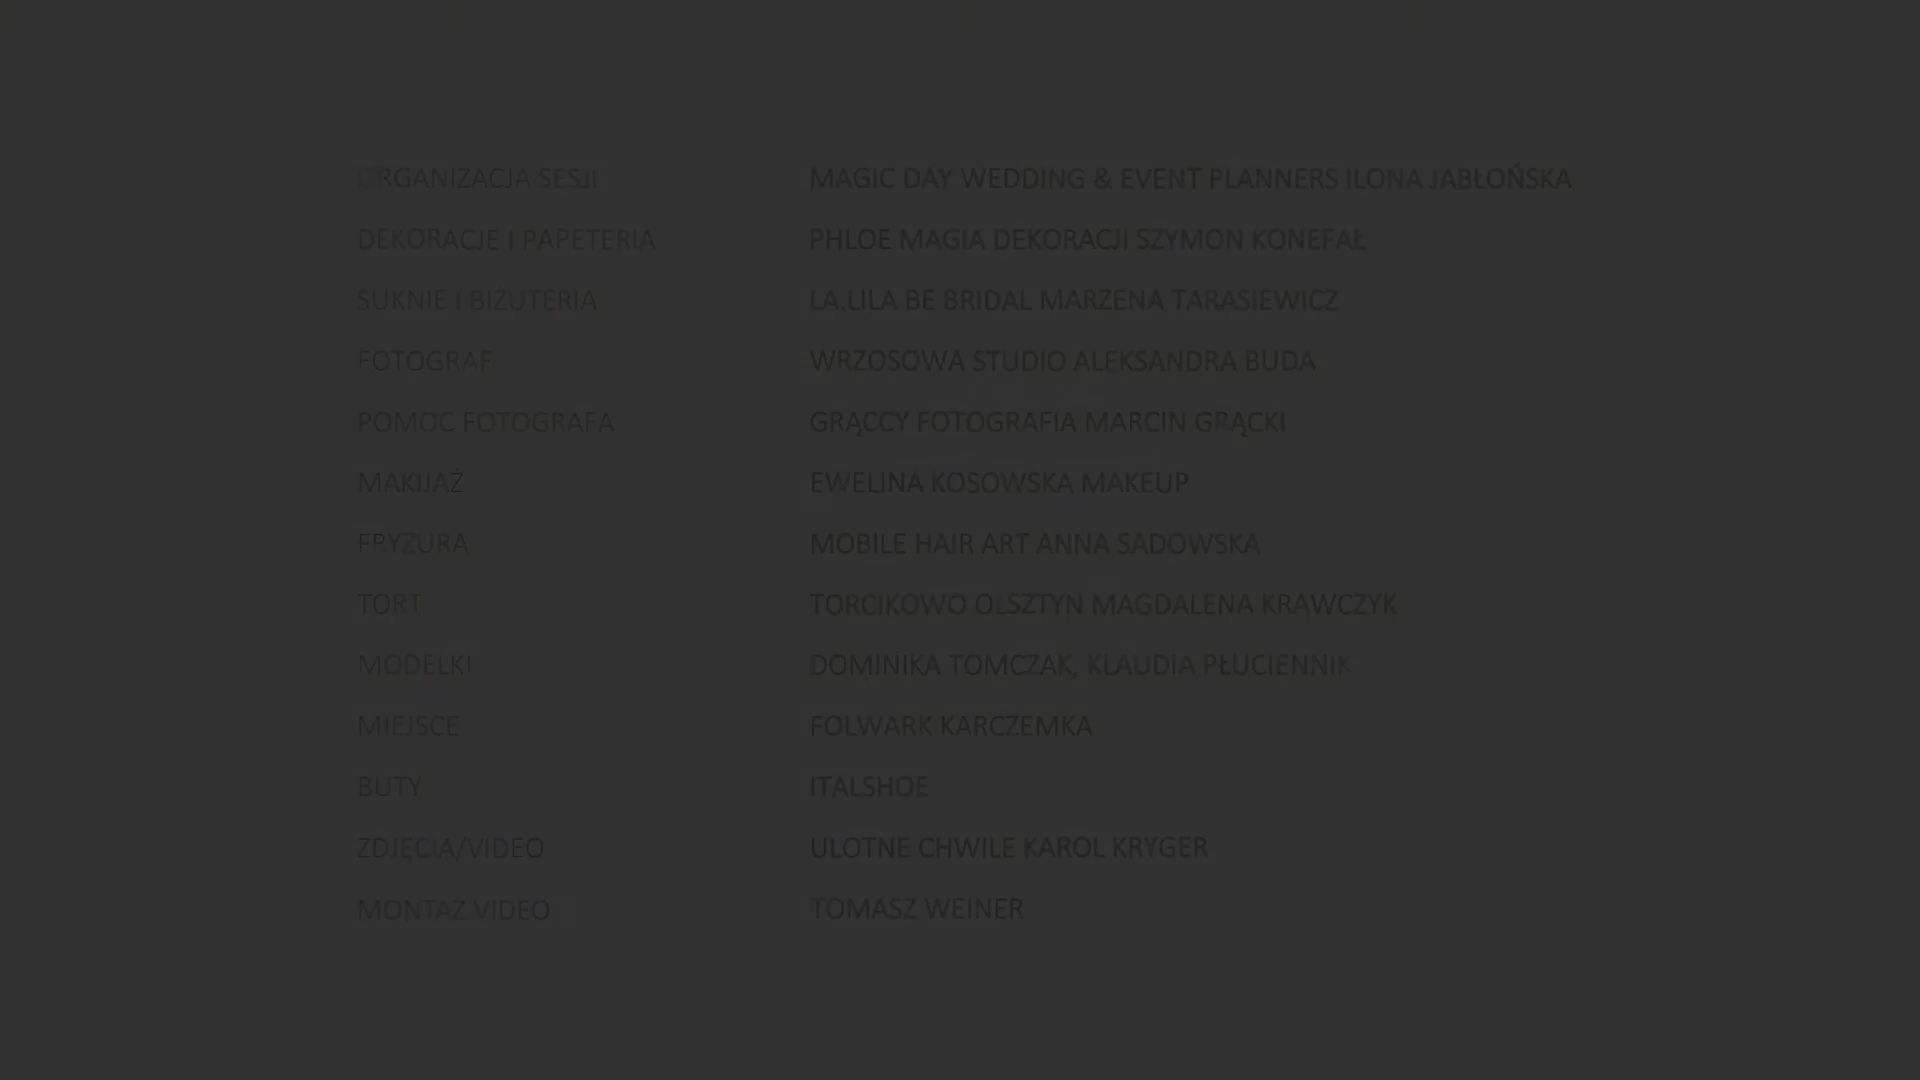 ORGANIZACJA SESJI MAGIC DAY WEDDING & EVENT PLANNERS ILONA JABŁOŃSKA
DEKORACJE I PAPETERIA PHLOE MAGIA DEKORACJI SZYMON KONEFAŁ
SUKNIE I BIŻUTERIA LA.LILA BE BRIDAL MARZENA TARASIEWICZ
FOTOGRAF WRZOSOWA STUDIO ALEKSANDRA BUDA
POMOC FOTOGRAFA GRĄCCY FOTOGRAFIA MARCIN GRĄCKI
MAKIJAŻ EWELINA KOSOWSKA MAKEUP
FRYZURA MOBILE HAIR ART ANNA SADOWSKA
TORT TORCIKOWO OLSZTYN MAGDALENA KRAWCZYK
MODELKI DOMINIKA TOMCZAK, KLAUDIA PŁUCIENNIK
MIEJSCE FOLWARK KARCZEMKA
BUTY ITALSHOE
ZDJĘCIA/VIDEO ULOTNE CHWILE KAROL KRYGER
MONTAŻ VIDEO TOMASZ WEINER